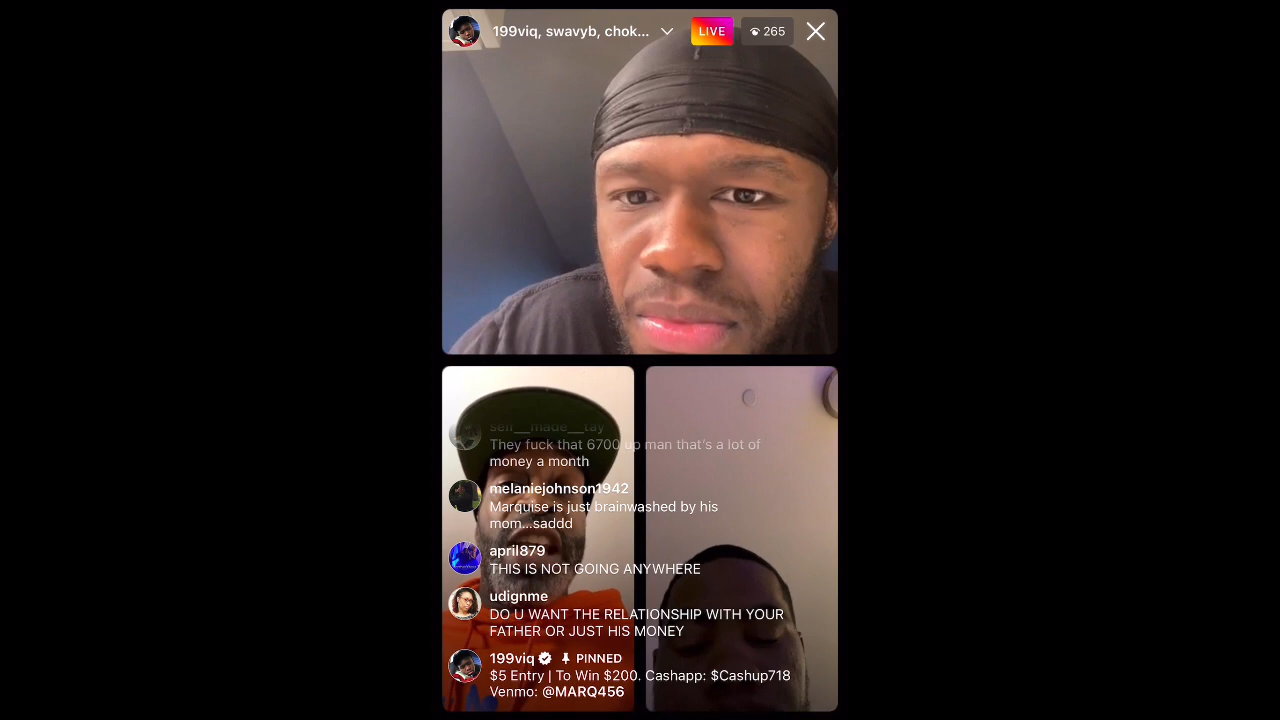 199viq, swavyb, chok...
LIVE
265
self__made__tay
They fuck that 6700 up man that's a lot of
money a month
melaniejohnson1942
Marquise is just brainwashed by his
mom...saddd
april879
THIS IS NOT GOING ANYWHERE
udignme
DO U WANT THE RELATIONSHIP WITH YOUR
FATHER OR JUST HIS MONEY
199viq PINNED
$5 Entry | To Win $200. Cashapp: $Cashup718
Venmo: @MARQ456